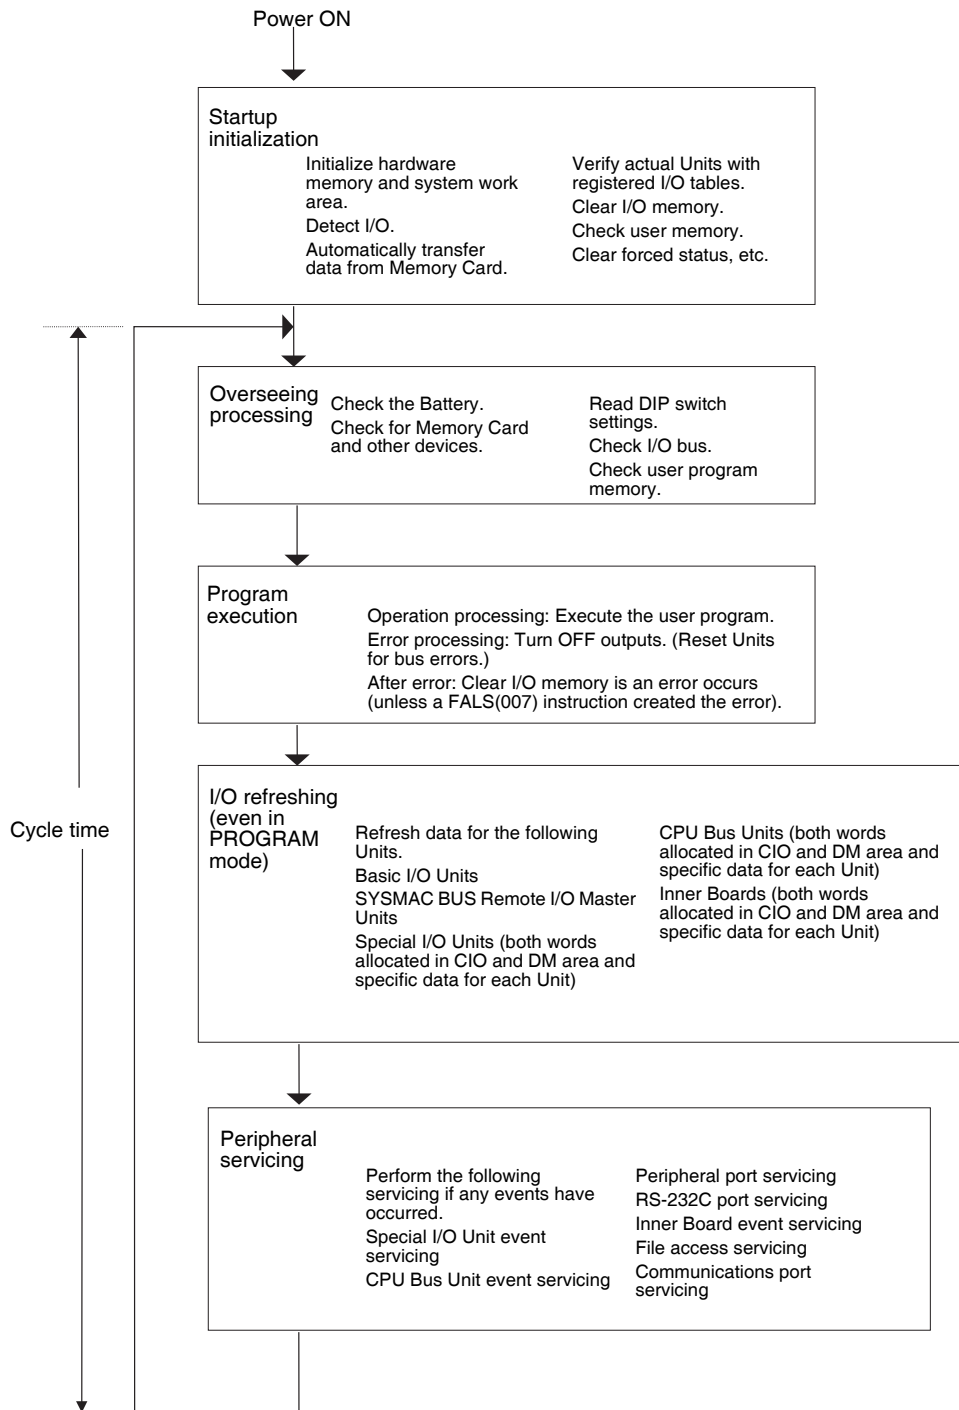 Power ON
Startup
initialization
Initialize hardware
memory and system work
area.
Detect I/O.
Automatically transfer
data from Memory Card.
Verify actual Units with
registered I/O tables.
Clear I/O memory.
Check user memory.
Clear forced status, etc.
Overseeing
processing
Check the Battery.
Check for Memory Card
and other devices.
Read DIP switch
settings.
Check I/O bus.
Check user program
memory.
Program
execution
Operation processing: Execute the user program.
Error processing: Turn OFF outputs. (Reset Units
for bus errors.)
After error: Clear I/O memory is an error occurs
(unless a FALS(007) instruction created the error).
Cycle time
I/O refreshing
(even in
PROGRAM
mode)
Refresh data for the following
Units.
Basic I/O Units
SYSMAC BUS Remote I/O Master
Units
Special I/O Units (both words
allocated in CIO and DM area and
specific data for each Unit)
CPU Bus Units (both words
allocated in CIO and DM area and
specific data for each Unit)
Inner Boards (both words
allocated in CIO and DM area and
specific data for each Unit)
Peripheral
servicing
Perform the following
servicing if any events have
occurred.
Special I/O Unit event
servicing
CPU Bus Unit event servicing
Peripheral port servicing
RS-232C port servicing
Inner Board event servicing
File access servicing
Communications port
servicing